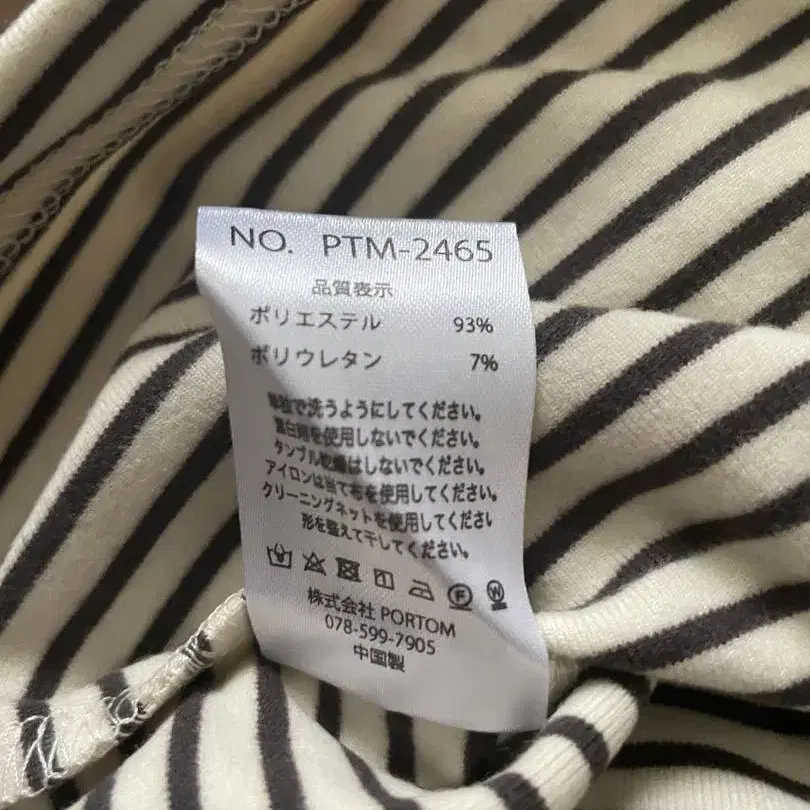 NO. PTM-2465
品質表示
ポリエステル 93%
ポリウレタン 7%
単独で洗うようにしてください。
蛍白剤を使用しないでください。
タンブル乾燥はしないでください。
アイロンは当て布を使用してください。
クリーニングネットを使用してください
形を整えて干してください。
F W
株式会社 PORTOM
078-599-7905
中国製